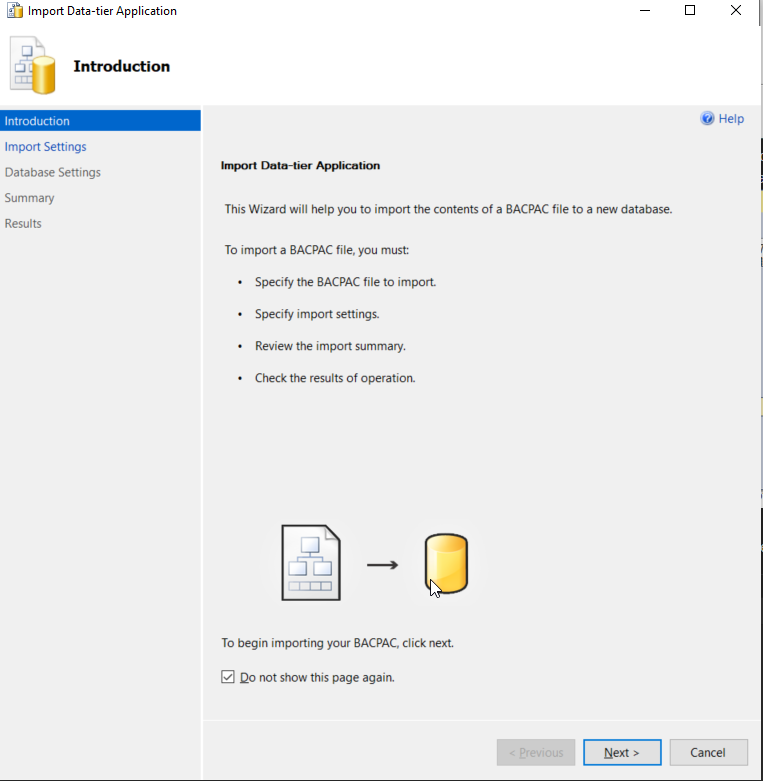 Import Data-tier Application
Introduction
Introduction
Import Settings
Database Settings
Summary
Results
Help
Import Data-tier Application
This Wizard will help you to import the contents of a BACPAC file to a new database.
To import a BACPAC file, you must:
• Specify the BACPAC file to import.
• Specify import settings.
• Review the import summary.
• Check the results of operation.
To begin importing your BACPAC, click next.
Do not show this page again.
< Previous
Next >
Cancel